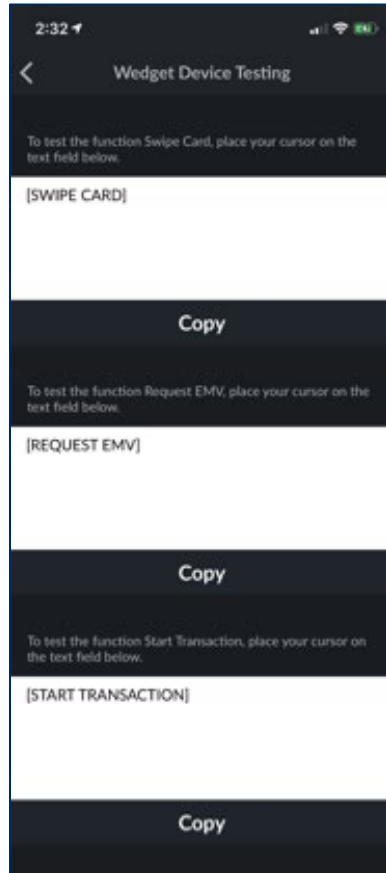 2:32
Wedget Device Testing
To test the function Swipe Card, place your cursor on the
text field below.
[SWIPE CARD]
Copy
To test the function Request EMV, place your cursor on the
text field below.
[REQUEST EMV]
Copy
To test the function Start Transaction, place your cursor on
the text field below.
[START TRANSACTION]
Copy